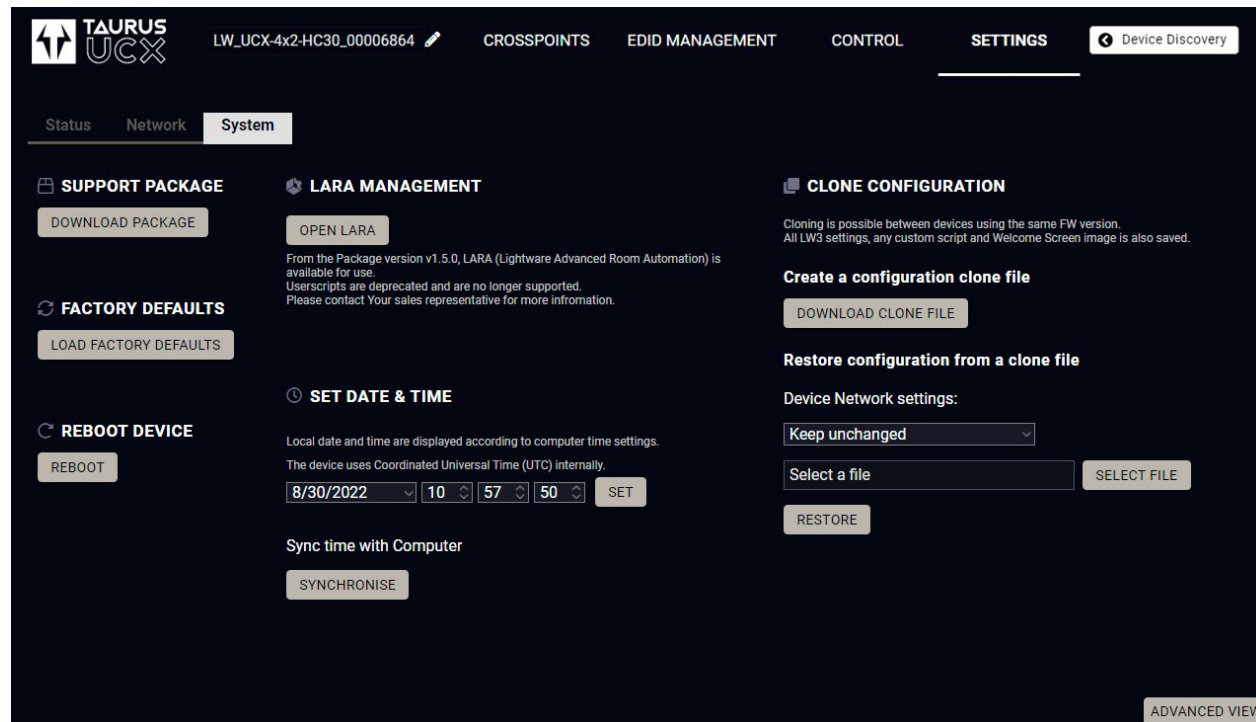 TAURUS
UCX
LW_UCX-4x2-HC30_00006864
CROSSPOINTS
EDID MANAGEMENT
CONTROL
SETTINGS
Device Discovery
Status
Network
System
SUPPORT PACKAGE
DOWNLOAD PACKAGE
FACTORY DEFAULTS
LOAD FACTORY DEFAULTS
REBOOT DEVICE
REBOOT
LARA MANAGEMENT
OPEN LARA
From the Package version v1.5.0, LARA (Lightware Advanced Room Automation) is
available for use.
Userscripts are deprecated and are no longer supported.
Please contact Your sales representative for more infromation.
SET DATE & TIME
Local date and time are displayed according to computer time settings.
The device uses Coordinated Universal Time (UTC) internally.
8/30/2022 10 57 50 SET
Sync time with Computer
SYNCHRONISE
CLONE CONFIGURATION
Cloning is possible between devices using the same FW version.
All LW3 settings, any custom script and Welcome Screen image is also saved.
Create a configuration clone file
DOWNLOAD CLONE FILE
Restore configuration from a clone file
Device Network settings:
Keep unchanged
Select a file SELECT FILE
RESTORE
ADVANCED VIEW